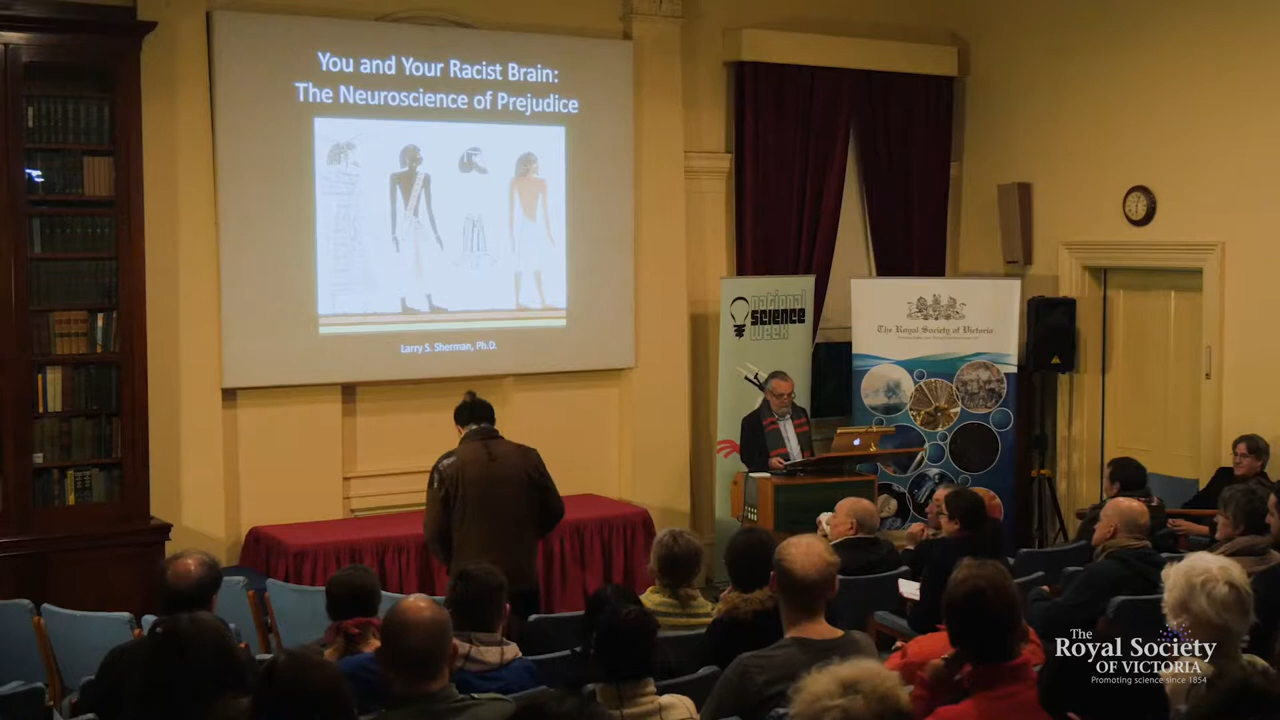 You and Your Racist Brain:
The Neuroscience of Prejudice
Larry S. Sherman, Ph.D.
national
science
week
The Royal Society of Victoria
The
Royal Society
OF VICTORIA
Promoting science since 1854